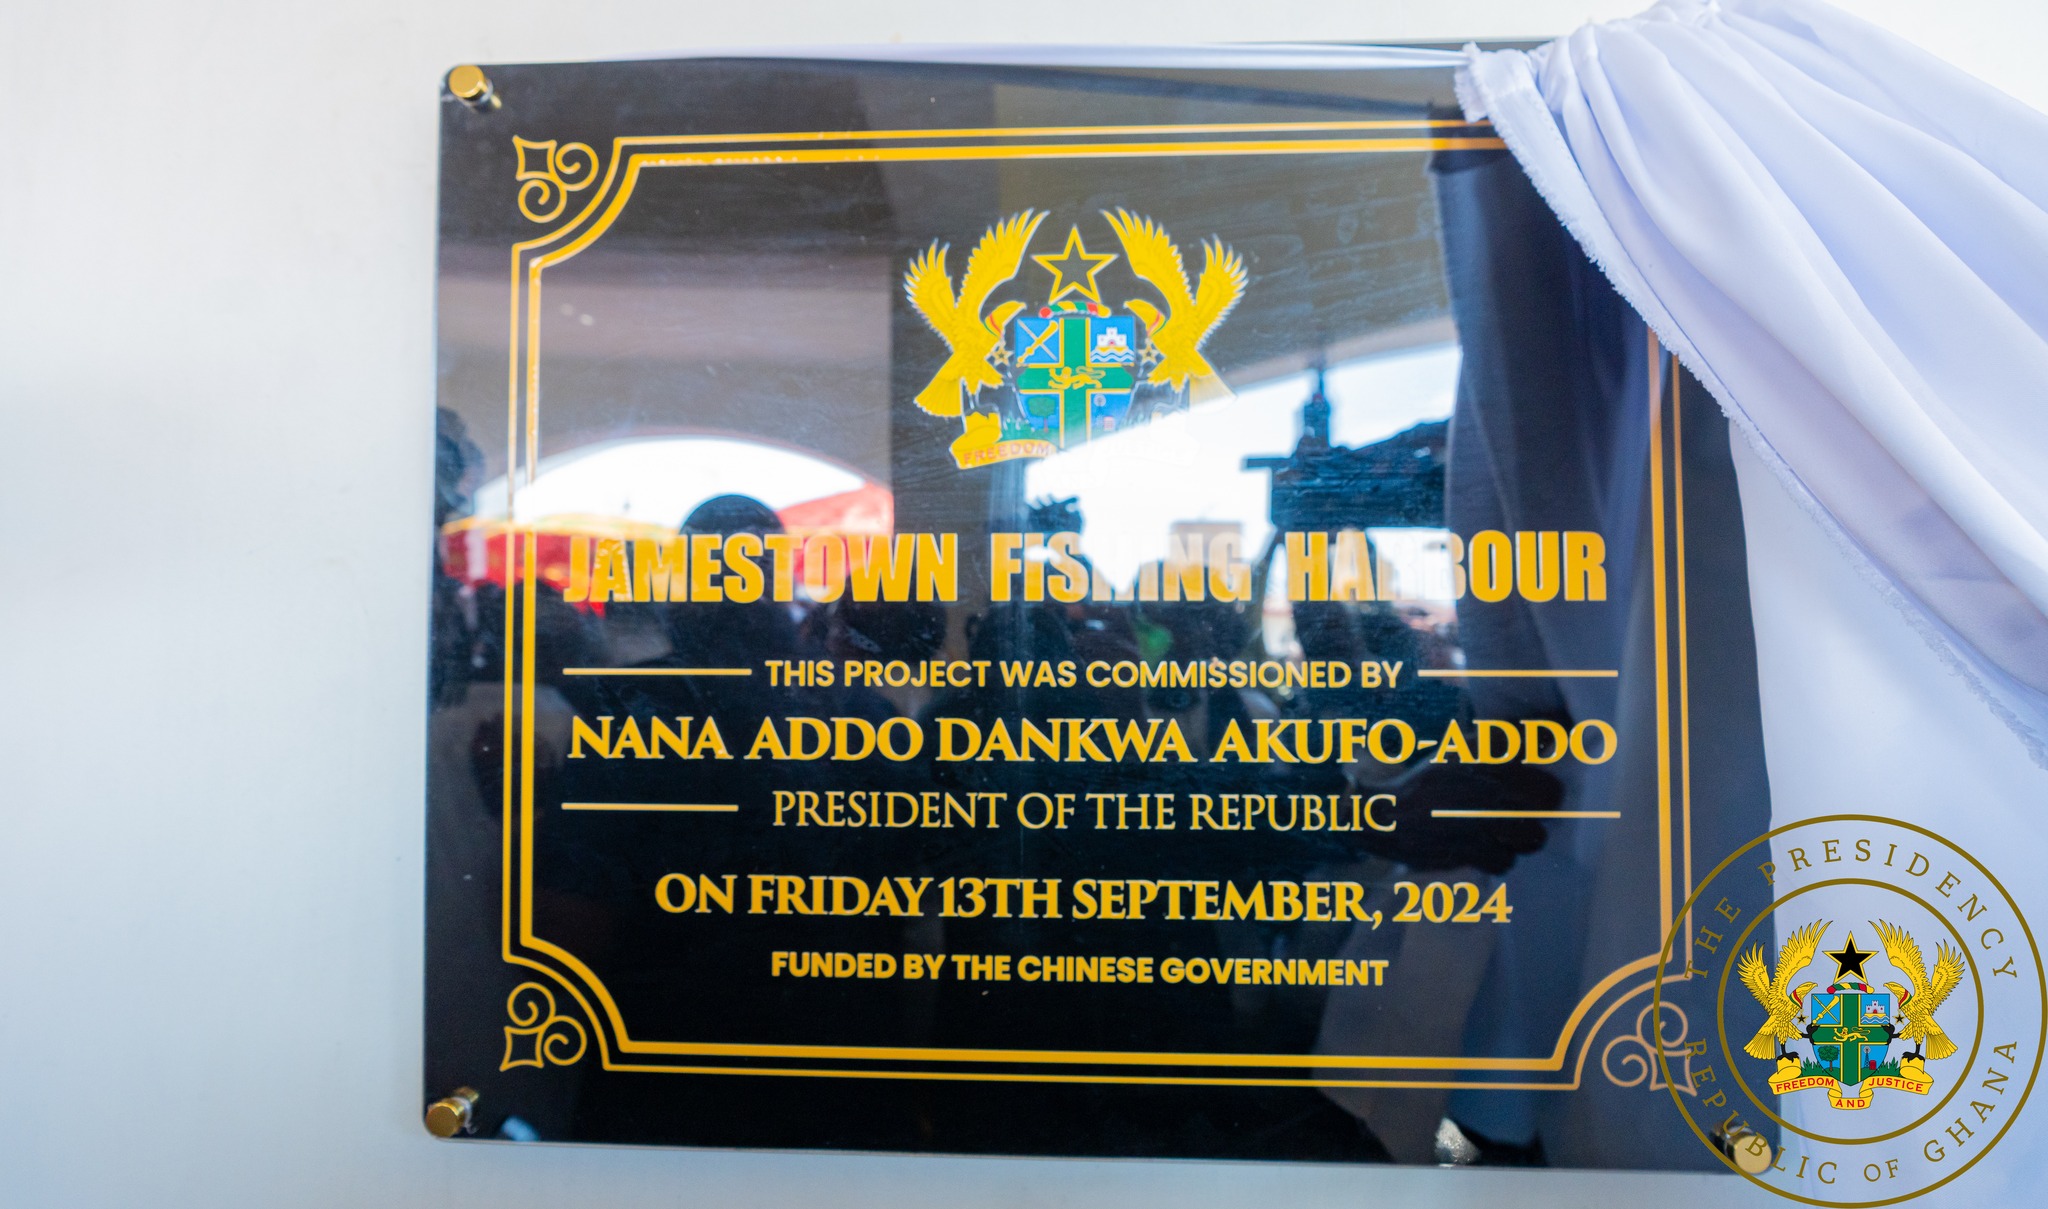 FREEDOM
JAMESTOWN FISHING HARBOUR
THIS PROJECT WAS COMMISSIONED BY
NANA ADDO DANKWA AKUFO-ADDO
PRESIDENT OF THE REPUBLIC
ON FRIDAY 13TH SEPTEMBER, 2024
FUNDED BY THE CHINESE GOVERNMENT
THE PRESIDENCY
FREEDOM AND JUSTICE
REPUBLIC OF GHANA